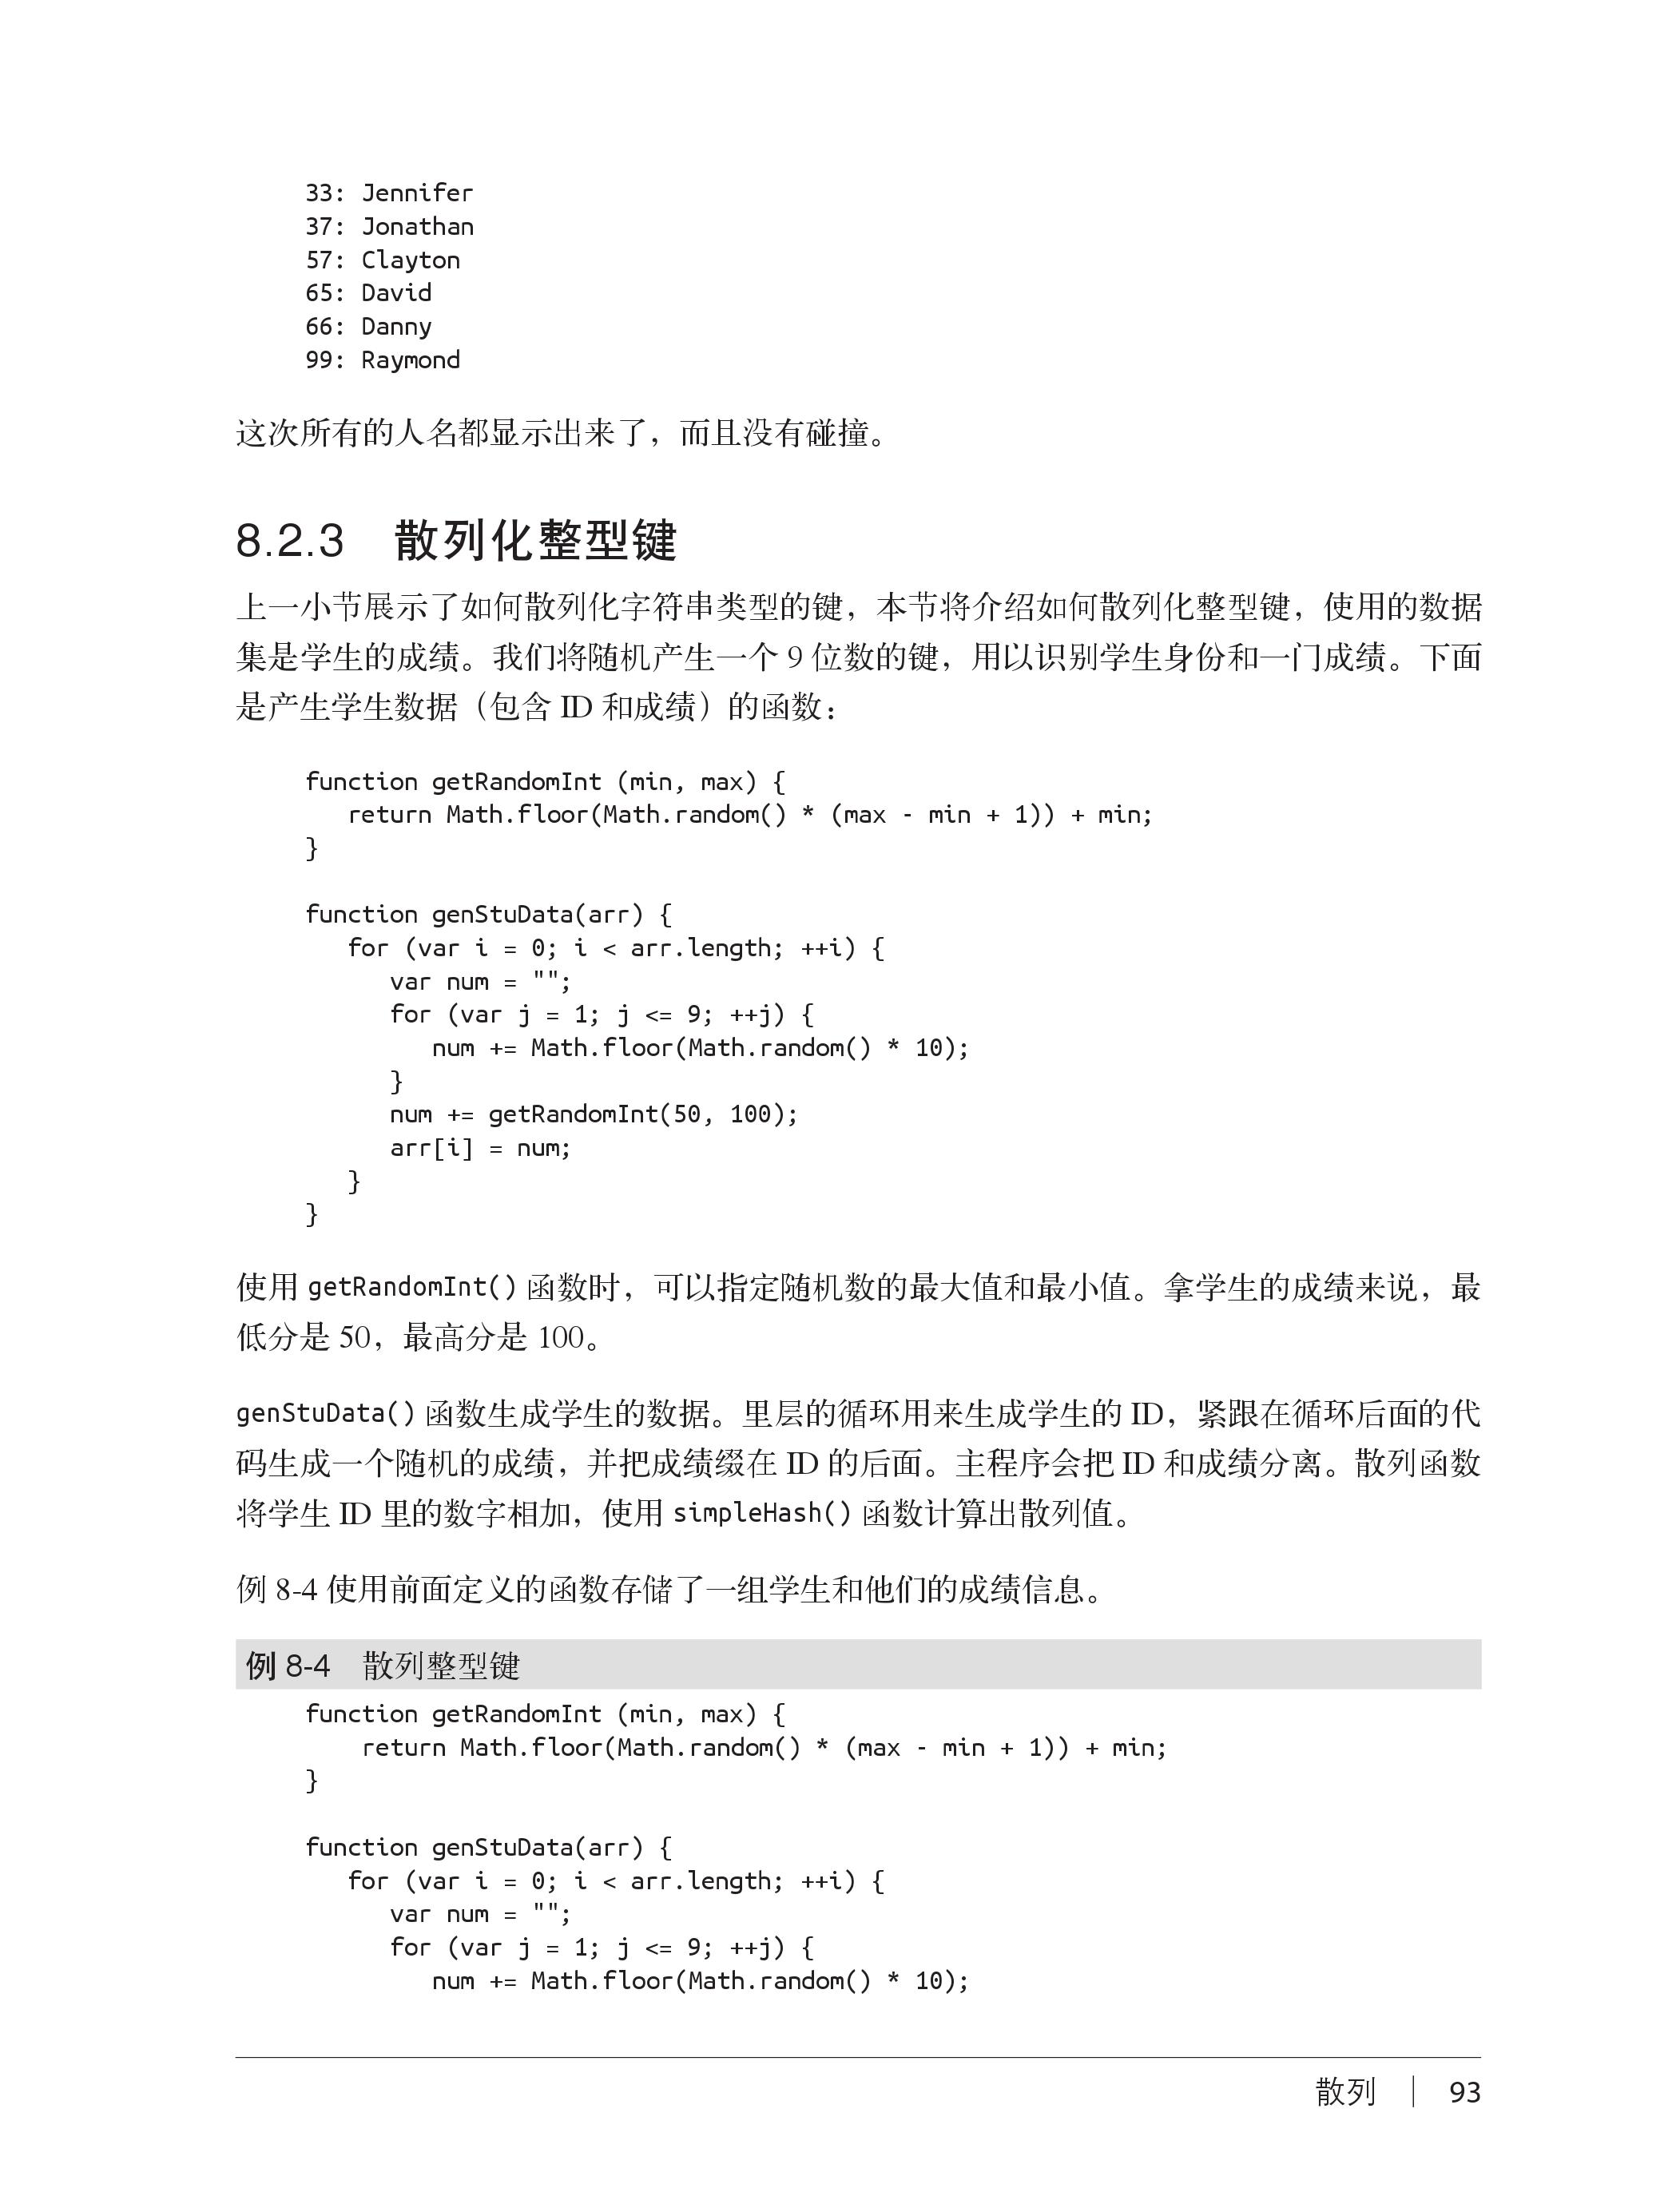 33: Jennifer
37: Jonathan
57: Clayton
65: David
66: Danny
99: Raymond
这次所有的人名都显示出来了，而且没有碰撞。
8.2.3 散列化整型键
上一小节展示了如何散列化字符串类型的键，本节将介绍如何散列化整型键，使用的数据
集是学生的成绩。我们将随机产生一个 9 位数的键，用以识别学生身份和一门成绩。下面
是产生学生数据（包含 ID 和成绩）的函数：
function getRandomInt (min, max) {
   return Math.floor(Math.random() * (max - min + 1)) + min;
}
function genStuData(arr) {
   for (var i = 0; i < arr.length; ++i) {
      var num = "";
      for (var j = 1; j <= 9; ++j) {
         num += Math.floor(Math.random() * 10);
      }
      num += getRandomInt(50, 100);
      arr[i] = num;
   }
}
使用 getRandomInt() 函数时，可以指定随机数的最大值和最小值。拿学生的成绩来说，最
低分是 50，最高分是 100。
genStuData() 函数生成学生的数据。里层的循环用来生成学生的 ID，紧跟在循环后面的代
码生成一个随机的成绩，并把成绩缀在 ID 的后面。主程序会把 ID 和成绩分离。散列函数
将学生 ID 里的数字相加，使用 simpleHash() 函数计算出散列值。
例 8-4 使用前面定义的函数存储了一组学生和他们的成绩信息。
例 8-4 散列整型键
function getRandomInt (min, max) {
    return Math.floor(Math.random() * (max - min + 1)) + min;
}
function genStuData(arr) {
   for (var i = 0; i < arr.length; ++i) {
      var num = "";
      for (var j = 1; j <= 9; ++j) {
         num += Math.floor(Math.random() * 10);
散列 | 93